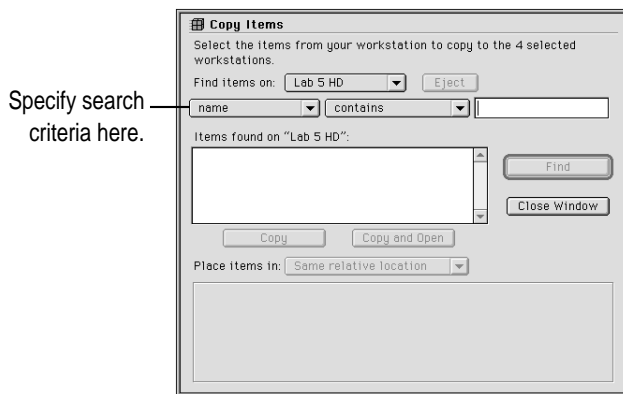 Copy Items
Select the items from your workstation to copy to the 4 selected
workstations.
Find items on: Lab 5 HD Eject
Specify search
criteria here.
name contains
Items found on "Lab 5 HD":
Find
Close Window
Copy Copy and Open
Place items in: Same relative location